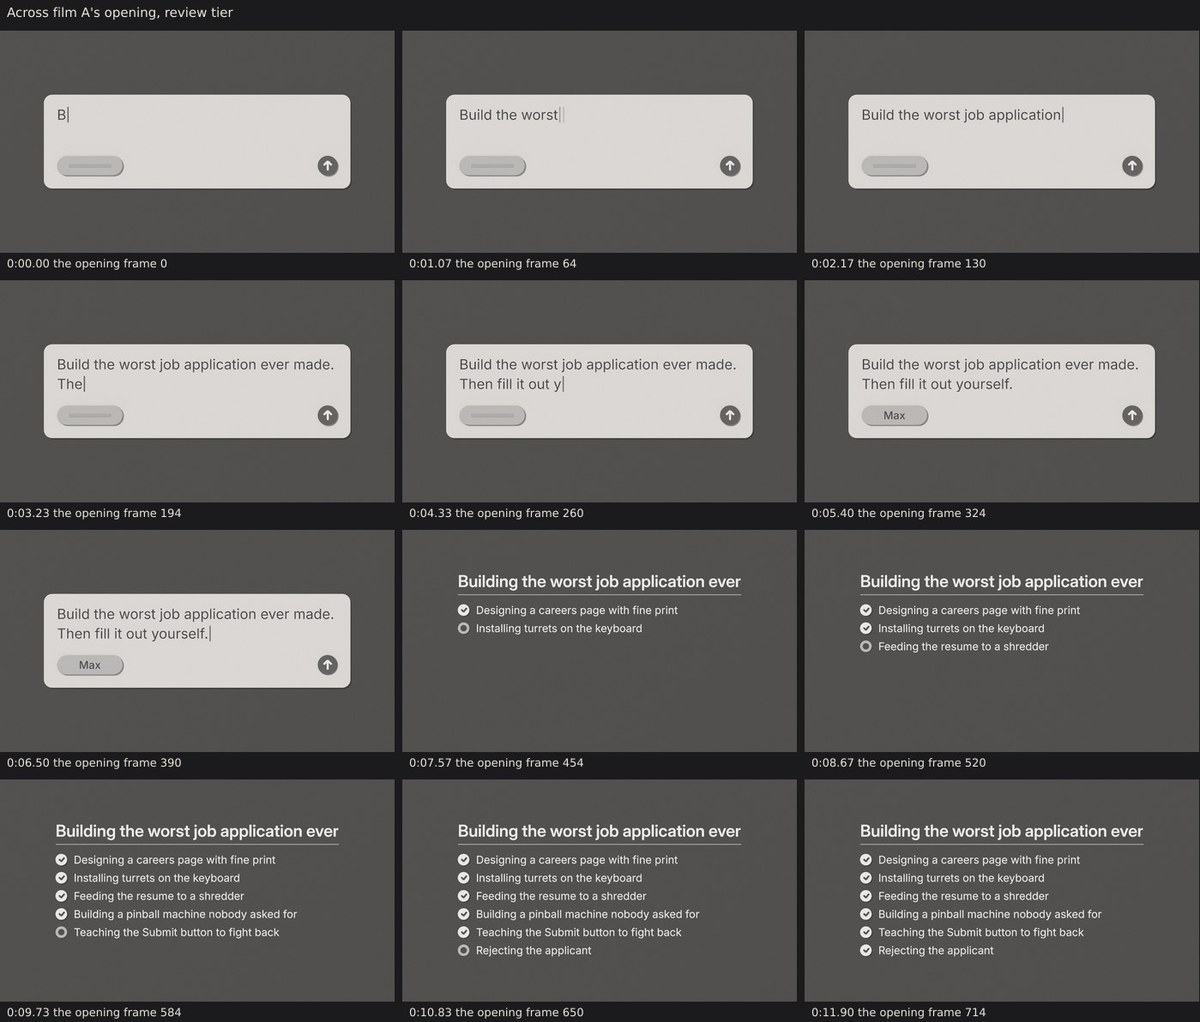 Across film A's opening, review tier
B
0:00.00 the opening frame 0
Build the worst
0:01.07 the opening frame 64
Build the worst job application
0:02.17 the opening frame 130
Build the worst job application ever made.
The
0:03.23 the opening frame 194
Build the worst job application ever made.
Then fill it out y
0:04.33 the opening frame 260
Build the worst job application ever made.
Then fill it out yourself.
Max
0:05.40 the opening frame 324
Build the worst job application ever made.
Then fill it out yourself.
Max
0:06.50 the opening frame 390
Building the worst job application ever
Designing a careers page with fine print
Installing turrets on the keyboard
0:07.57 the opening frame 454
Building the worst job application ever
Designing a careers page with fine print
Installing turrets on the keyboard
Feeding the resume to a shredder
0:08.67 the opening frame 520
Building the worst job application ever
Designing a careers page with fine print
Installing turrets on the keyboard
Feeding the resume to a shredder
Building a pinball machine nobody asked for
Teaching the Submit button to fight back
0:09.73 the opening frame 584
Building the worst job application ever
Designing a careers page with fine print
Installing turrets on the keyboard
Feeding the resume to a shredder
Building a pinball machine nobody asked for
Teaching the Submit button to fight back
Rejecting the applicant
0:10.83 the opening frame 650
Building the worst job application ever
Designing a careers page with fine print
Installing turrets on the keyboard
Feeding the resume to a shredder
Building a pinball machine nobody asked for
Teaching the Submit button to fight back
Rejecting the applicant
0:11.90 the opening frame 714